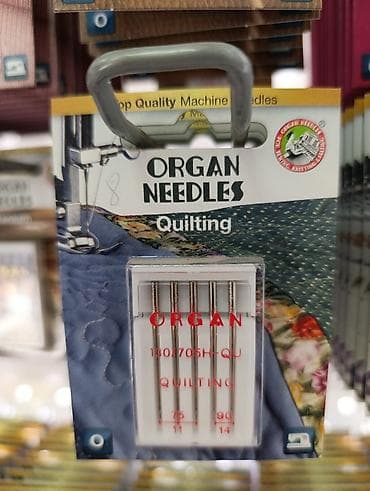 Top Quality Machine Needles
ORGAN
NEEDLES
Quilting
ORGAN
130/705H-QU
QUILTING
75 90
11 14